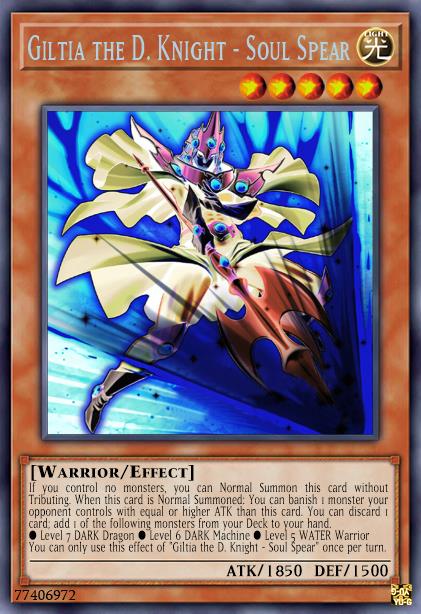 Giltia the D. Knight - Soul Spear
LIGHT
光
[Warrior/Effect]
If you control no monsters, you can Normal Summon this card without
Tributing. When this card is Normal Summoned: You can banish 1 monster your
opponent controls with equal or higher ATK than this card. You can discard 1
card; add 1 of the following monsters from your Deck to your hand.
● Level 7 DARK Dragon ● Level 6 DARK Machine ● Level 5 WATER Warrior
You can only use this effect of "Giltia the D. Knight - Soul Spear" once per turn.
ATK/1850 DEF/1500
77406972